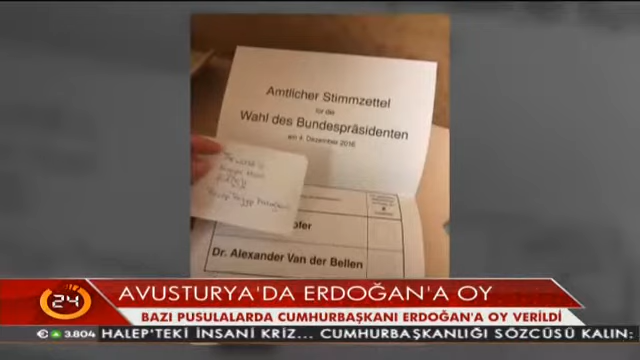 Amtlicher Stimmzettel
für die
Wahl des Bundespräsidenten
am 4. Dezember 2016
ofer
Dr. Alexander Van der Bellen
24
AVUSTURYA'DA ERDOĞAN'A OY
BAZI PUSULALARDA CUMHURBAŞKANI ERDOĞAN'A OY VERİLDİ
€ 3.804 HALEP'TEKİ İNSANİ KRİZ... CUMHURBAŞKANLIĞI SÖZCÜSÜ KALIN: